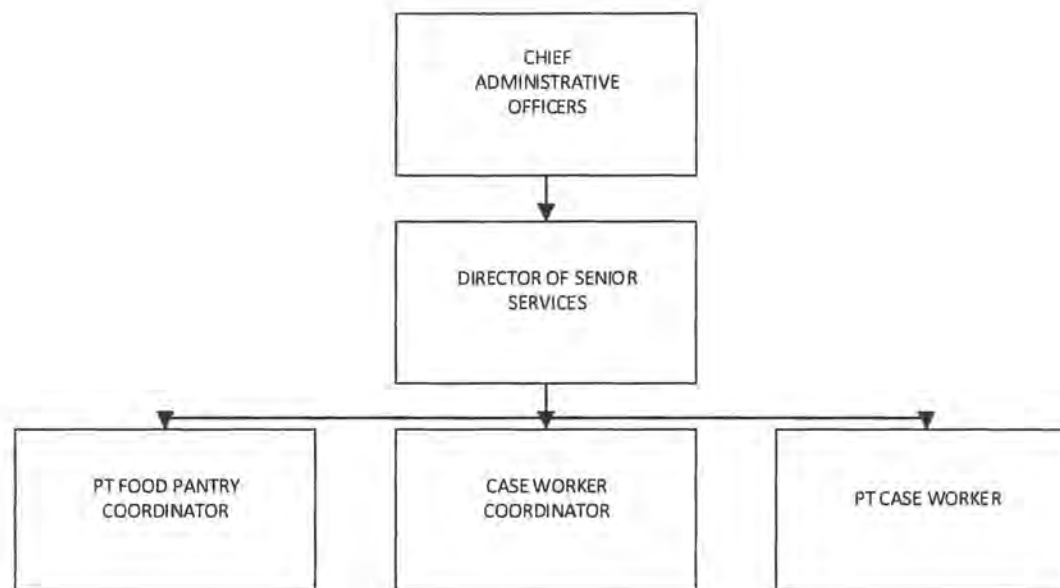 CHIEF
ADMINISTRATIVE
OFFICERS
DIRECTOR OF SENIOR
SERVICES
PT FOOD PANTRY
COORDINATOR
CASE WORKER
COORDINATOR
PT CASE WORKER